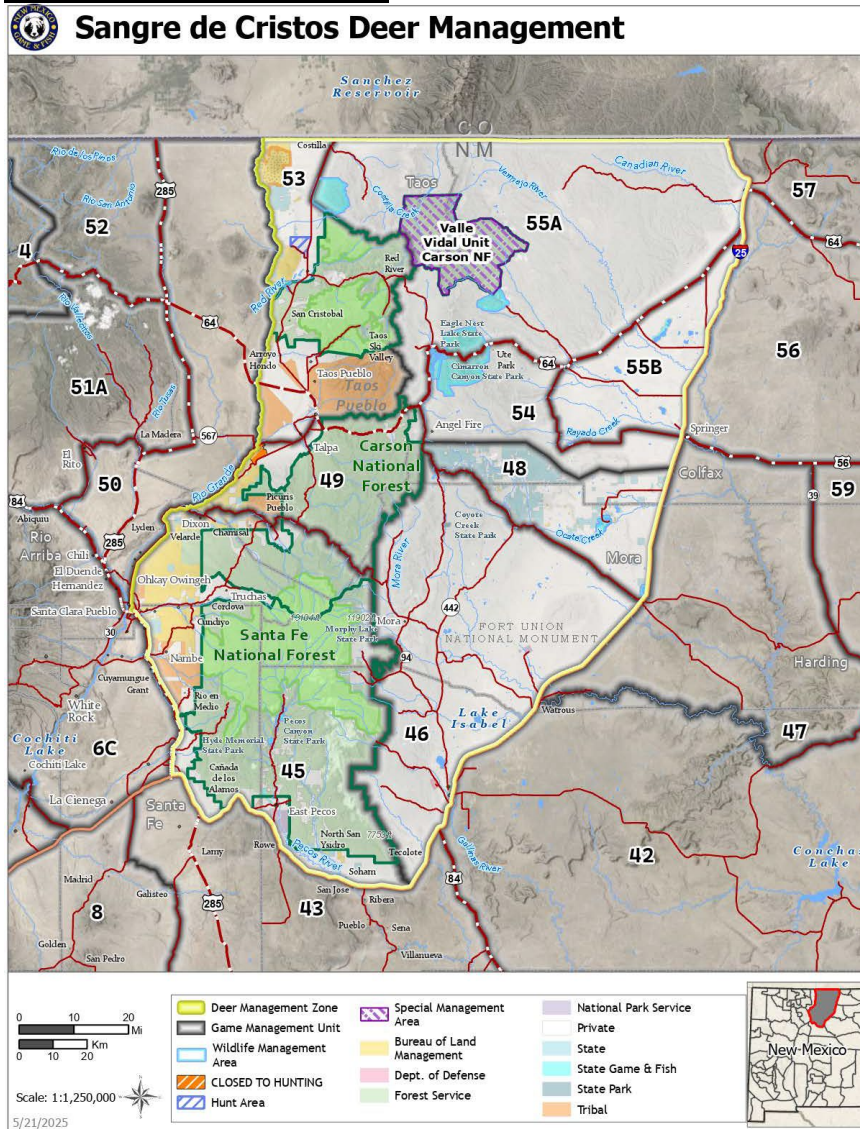 NEW MEXICO
GAME & FISH
Sangre de Cristos Deer Management
Sanchez
Reservoir
CO
NM
Rio de los Pinos
Rio San Antonio
285
52
53
Costilla
Taos
Comanche Creek
Vermejo River
Canadian River
57
64
4
55A
Valle
Vidal Unit
Carson NF
25
Red River
Red
River
San Cristobal
64
Arroyo
Hondo
Taos
Ski
Valley
Eagle Nest
Lake State
Park
Ute
Park
64
Cimarron
Canyon State Park
55B
56
51A
Rio Tusas
Taos Pueblo
Taos
Pueblo
54
Angel Fire
Rayado Creek
Springer
La Madera
567
El
Rito
50
Talpa
Carson
National
Forest
49
48
Colfax
56
59
39
84
Abiquiu
Rio Grande
Picuris
Pueblo
Lyden
Dixon
Velarde
Chamisal
Coyote
Creek
State Park
Ocate Creek
Mora
Rio
Arriba
285
Chili
El Duende
Hernandez
Ohkay Owingeh
Mora River
Santa Clara Pueblo
30
Truchas
Cordova
Cundiyo
11902 ft
Morphy Lake
State Park
Mora
442
FORT UNION
NATIONAL MONUMENT
94
Harding
Santa Fe
National Forest
Nambe
Cuyamungue
Grant
White
Rock
Rio en
Medio
Watrous
Lake
Isabel
47
Cochiti
Lake
6C
Cochiti Lake
Hyde Memorial
State Park
Pecos
Canyon
State Park
46
45
Cañada
de los
Alamos
La Cienega
Santa
Fe
East Pecos
North San
Ysidro
7750 ft
Tecolote
Gallinas River
42
Conchas
Lake
Lamy
Rowe
Pecos River
Soham
84
Madrid
Galisteo
285
43
San Jose
Ribera
8
Pueblo
Sena
Golden
San Pedro
Villanueva
0 10 20
Mi
Km
0 10 20
Scale: 1:1,250,000
5/21/2025
Deer Management Zone
Game Management Unit
Wildlife Management
Area
CLOSED TO HUNTING
Hunt Area
Special Management
Area
Bureau of Land
Management
Dept. of Defense
Forest Service
National Park Service
Private
State
State Game & Fish
State Park
Tribal
New Mexico